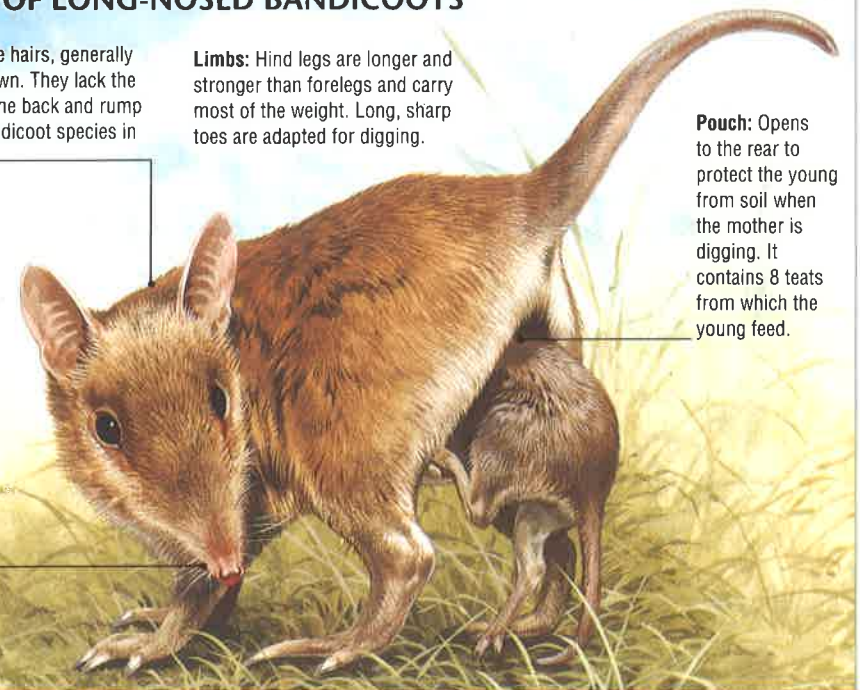 OF LONG-NOSED BANDICOOTS
e hairs, generally
wn. They lack the
ne back and rump
dicoot species in
Limbs: Hind legs are longer and
stronger than forelegs and carry
most of the weight. Long, sharp
toes are adapted for digging.
Pouch: Opens
to the rear to
protect the young
from soil when
the mother is
digging. It
contains 8 teats
from which the
young feed.